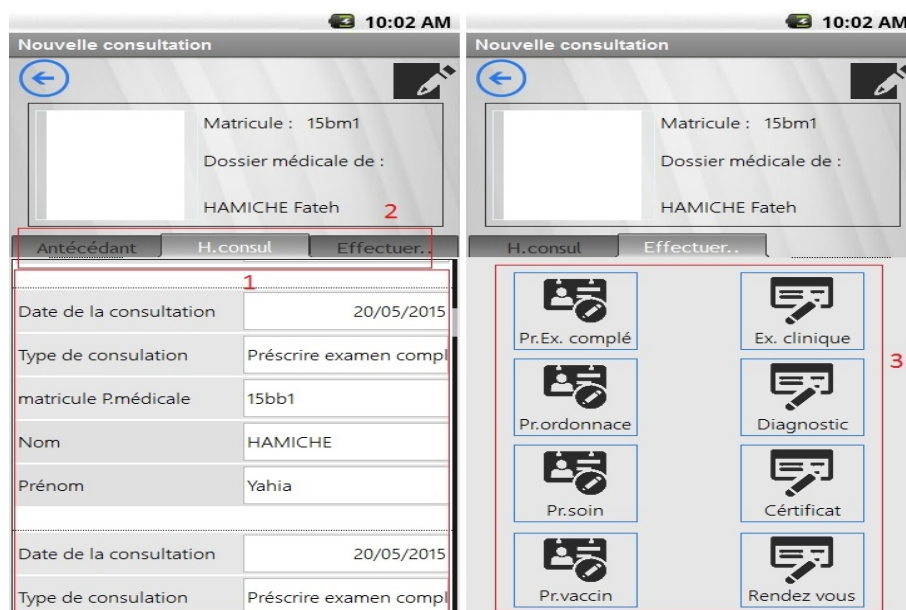 10:02 AM
Nouvelle consultation
Matricule : 15bm1
Dossier médicale de :
HAMICHE Fateh
2
Antécédant H.consul Effectuer..
1
Date de la consultation 20/05/2015
Type de consulation Préscrire examen compl
matricule P.médicale 15bb1
Nom HAMICHE
Prénom Yahia
Date de la consultation 20/05/2015
Type de consulation Préscrire examen compl
10:02 AM
Nouvelle consultation
Matricule : 15bm1
Dossier médicale de :
HAMICHE Fateh
H.consul Effectuer..
Pr.Ex. complé Ex. clinique
3
Pr.ordonnace Diagnostic
Pr.soin Cértificat
Pr.vaccin Rendez vous